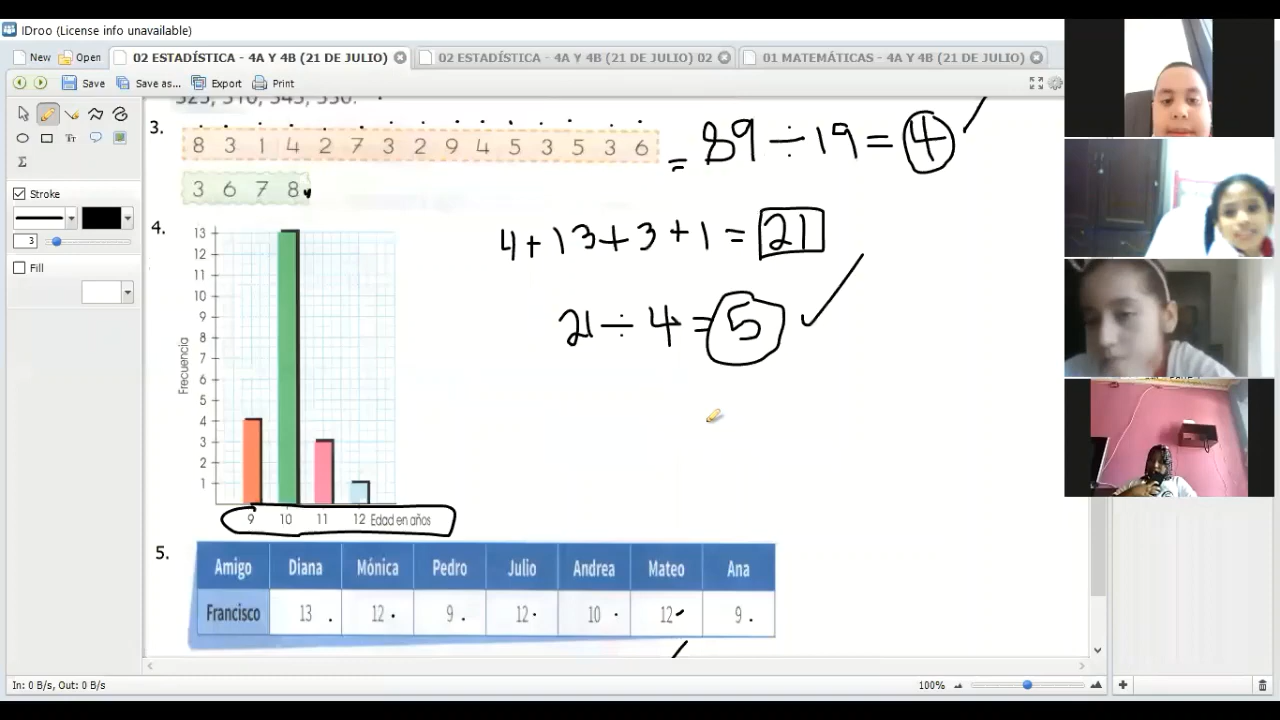 IDroo (License info unavailable)
New Open 02 ESTADÍSTICA - 4A Y 4B (21 DE JULIO) 02 ESTADÍSTICA - 4A Y 4B (21 DE JULIO) 02 01 MATEMÁTICAS - 4A Y 4B (21 DE JULIO)
Save Save as... Export Print
Stroke
3
Fill
3.
8 3 1 4 2 7 3 2 9 4 5 3 5 3 6
3 6 7 8
= 89 ÷ 19 = 4
4.
4 + 13 + 3 + 1 = 21
21 ÷ 4 = 5
Frecuencia
13
12
11
10
9
8
7
6
5
4
3
2
1
9 10 11 12 Edad en años
5.
Amigo Diana Mónica Pedro Julio Andrea Mateo Ana
Francisco 13 12 9 12 10 12 9
In: 0 B/s, Out: 0 B/s
100%